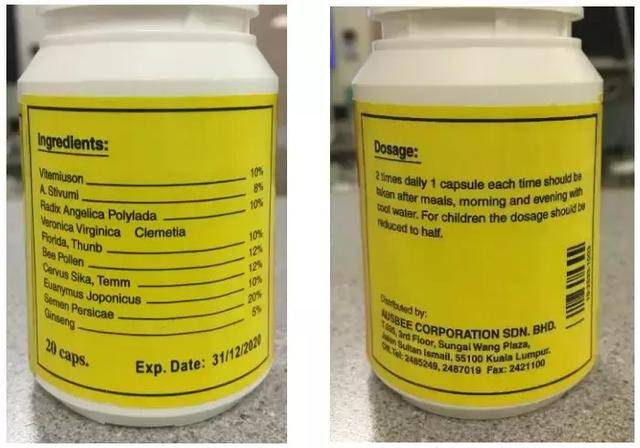 Ingredients:
Vitemiuson 10%
A. Stivumi 8%
Radix Angelica Polylada 10%
Veronica Virginica Clemetia
Florida, Thunb 10%
Bee Pollen 12%
Cervus Sika, Temm 12%
Euanymus Joponicus 10%
Semen Persicae 20%
Ginseng 5%
20 caps.
Exp. Date: 31/12/2020
Dosage:
2 times daily 1 capsule each time should be
taken after meals, morning and evening with
cool water. For children the dosage should be
reduced to half.
Distributed by:
AUSBEE CORPORATION SDN. BHD.
T.095, 3rd Floor, Sungai Wang Plaza,
Jalan Sultan Ismail, 55100 Kuala Lumpur.
Off. Tel: 2485249, 2487019 Fax: 2421100